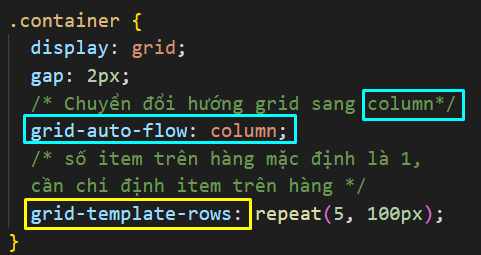 .container {
display: grid;
gap: 2px;
/* Chuyển đổi hướng grid sang column*/
grid-auto-flow: column;
/* số item trên hàng mặc định là 1,
cần chỉ định item trên hàng */
grid-template-rows: repeat(5, 100px);
}